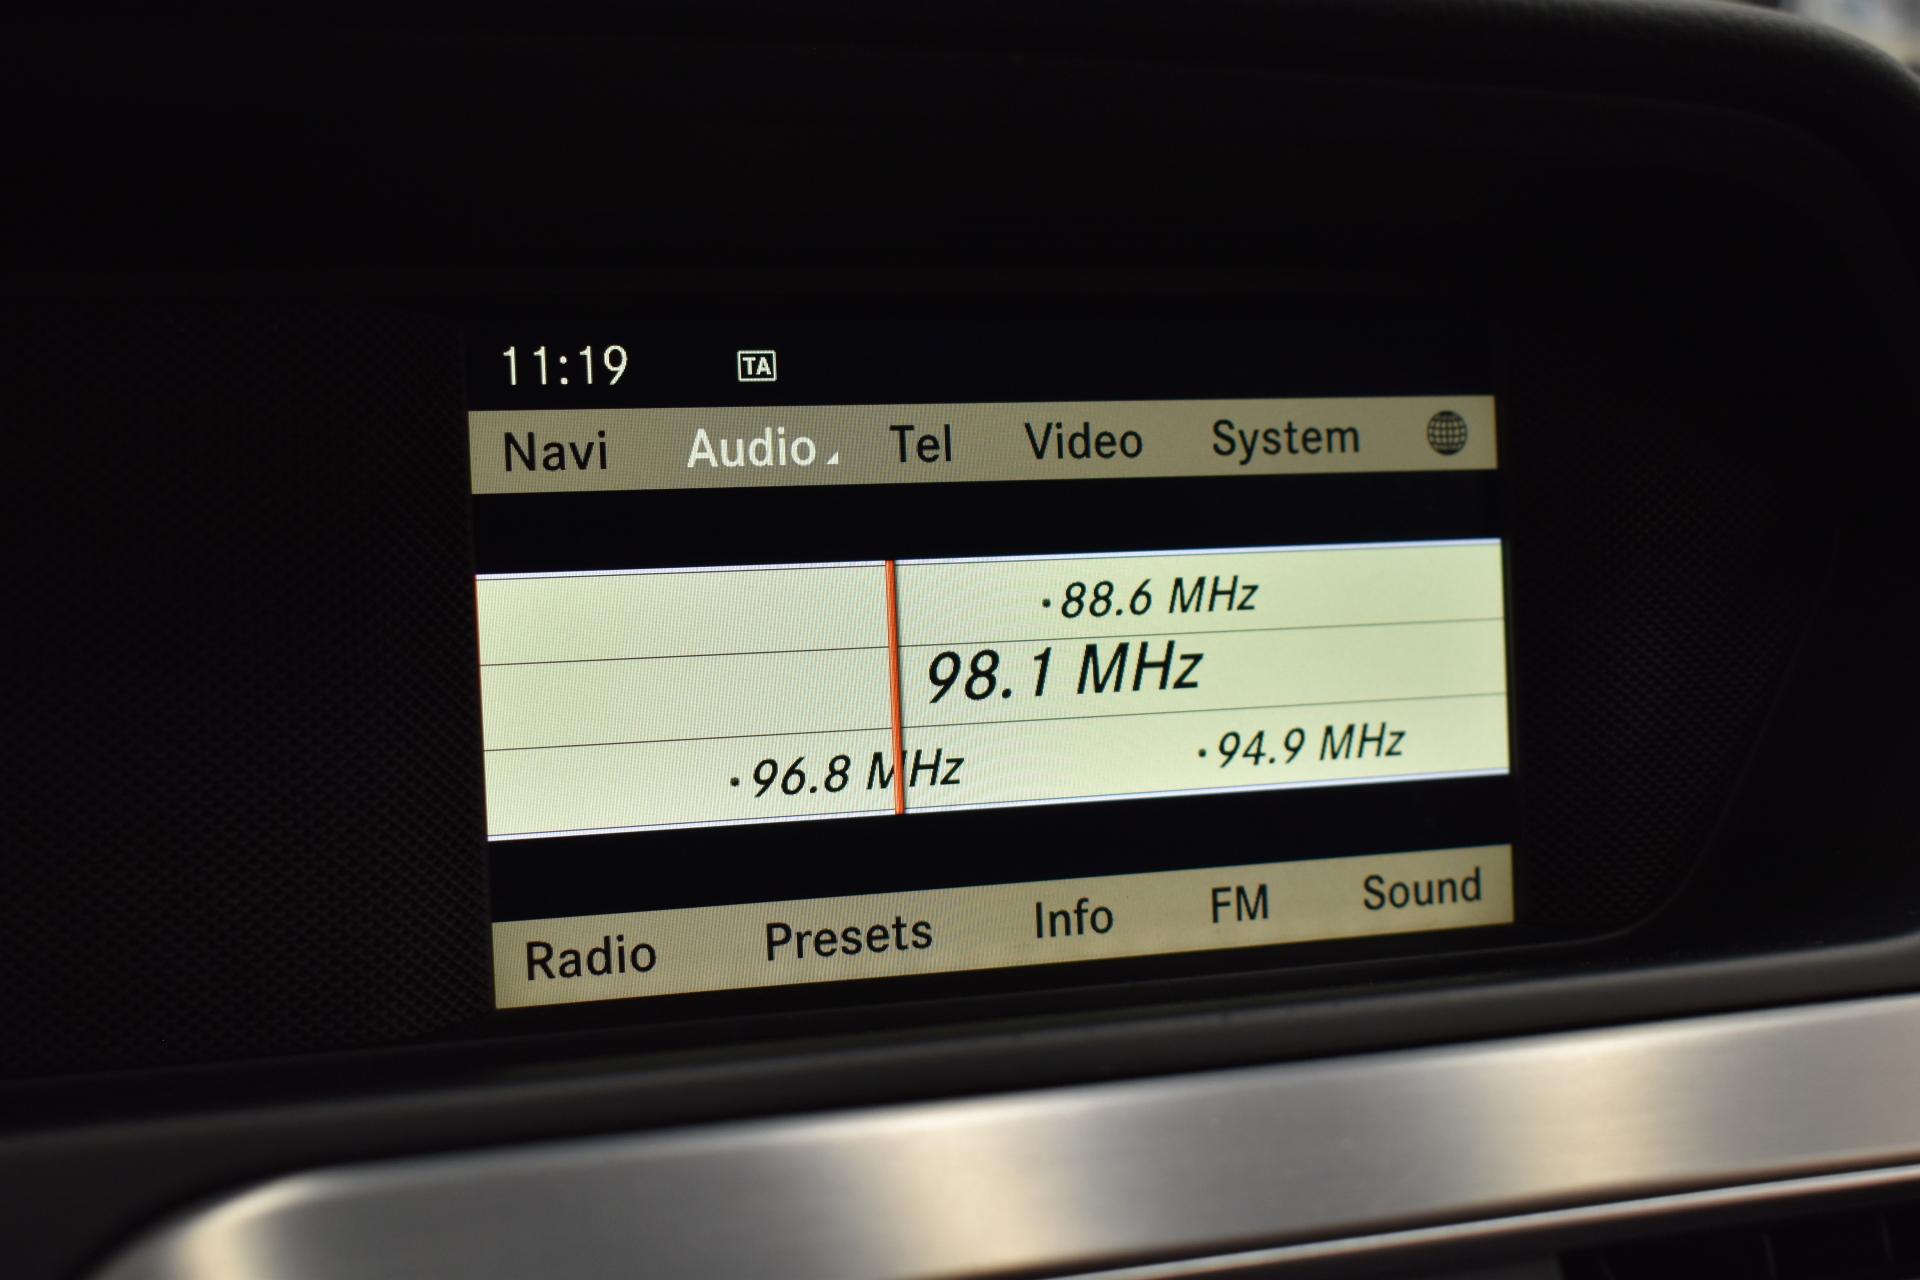 11:19 TA
Navi Audio Tel Video System
·88.6 MHz
98.1 MHz
·96.8 MHz ·94.9 MHz
Radio Presets Info FM Sound